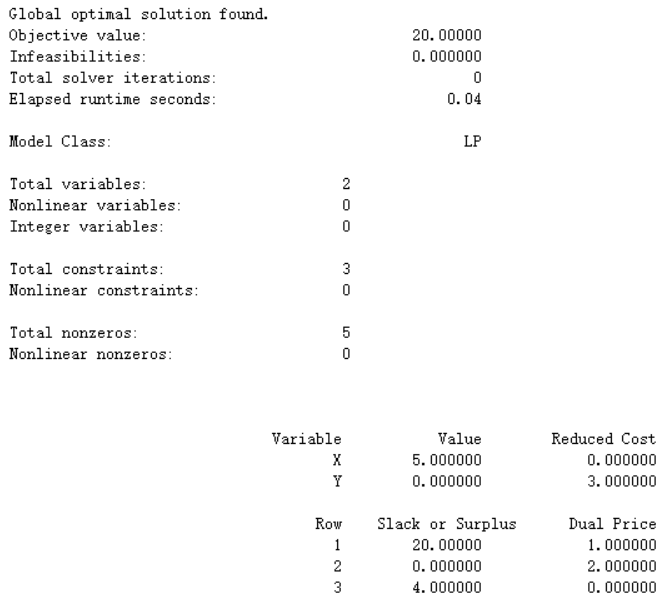 Global optimal solution found.
Objective value: 20.00000
Infeasibilities: 0.000000
Total solver iterations: 0
Elapsed runtime seconds: 0.04
Model Class: LP
Total variables: 2
Nonlinear variables: 0
Integer variables: 0
Total constraints: 3
Nonlinear constraints: 0
Total nonzeros: 5
Nonlinear nonzeros: 0
Variable Value Reduced Cost
X 5.000000 0.000000
Y 0.000000 3.000000
Row Slack or Surplus Dual Price
1 20.00000 1.000000
2 0.000000 2.000000
3 4.000000 0.000000